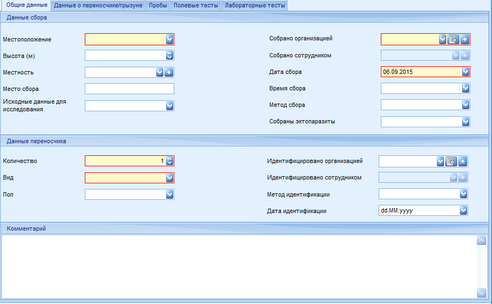 Общие данные Данные о переносчике/грызуне Пробы Полевые тесты Лабораторные тесты
Данные сбора
Местоположение Собрано организацией
Высота (м) Собрано сотрудником
Местность Дата сбора 06.09.2015
Место сбора Время сбора
Исходные данные для исследования Метод сбора
Собраны эктопаразиты
Данные переносчика
Количество 1 Идентифицировано организацией
Вид Идентифицировано сотрудником
Пол Метод идентификации
Дата идентификации dd.MM.yyyy
Комментарий